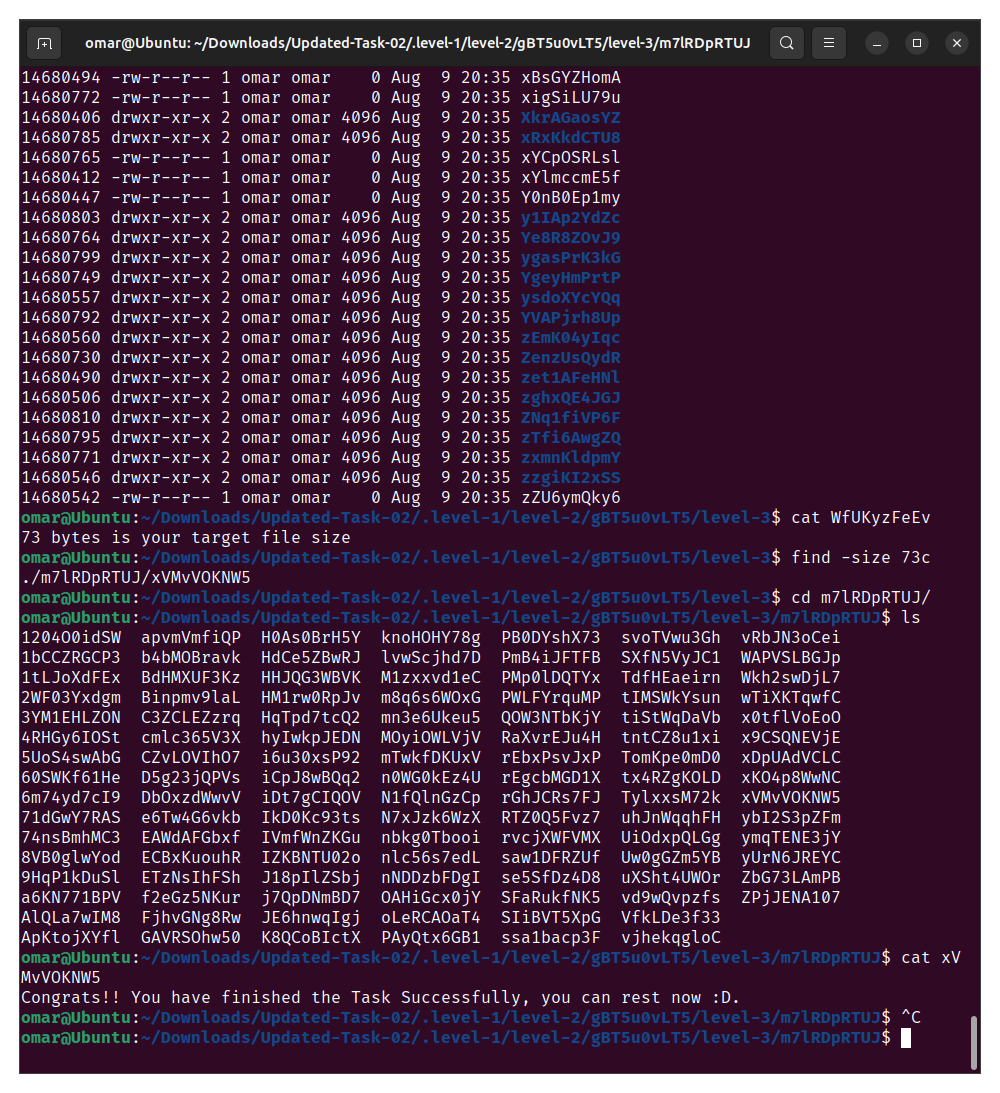 omar@Ubuntu: ~/Downloads/Updated-Task-02/.level-1/level-2/gBT5u0vLT5/level-3/m7lRDpRTUJ
14680494 -rw-r--r-- 1 omar omar    0 Aug  9 20:35 xBsGYZHomA
14680772 -rw-r--r-- 1 omar omar    0 Aug  9 20:35 xigSiLU79u
14680406 drwxr-xr-x 2 omar omar 4096 Aug  9 20:35 XkrAGaosYZ
14680785 drwxr-xr-x 2 omar omar 4096 Aug  9 20:35 xRxKkdCTU8
14680765 -rw-r--r-- 1 omar omar    0 Aug  9 20:35 xYCpOSRLsl
14680412 -rw-r--r-- 1 omar omar    0 Aug  9 20:35 xYlmccmE5f
14680447 -rw-r--r-- 1 omar omar    0 Aug  9 20:35 Y0nB0Ep1my
14680803 drwxr-xr-x 2 omar omar 4096 Aug  9 20:35 y1IAp2YdZc
14680764 drwxr-xr-x 2 omar omar 4096 Aug  9 20:35 Ye8R8ZOvJ9
14680799 drwxr-xr-x 2 omar omar 4096 Aug  9 20:35 ygasPrK3kG
14680749 drwxr-xr-x 2 omar omar 4096 Aug  9 20:35 YgeyHmPrtP
14680557 drwxr-xr-x 2 omar omar 4096 Aug  9 20:35 ysdoXYcYQq
14680792 drwxr-xr-x 2 omar omar 4096 Aug  9 20:35 YVAPjrh8Up
14680560 drwxr-xr-x 2 omar omar 4096 Aug  9 20:35 zEmK04yIqc
14680730 drwxr-xr-x 2 omar omar 4096 Aug  9 20:35 ZenzUsQydR
14680490 drwxr-xr-x 2 omar omar 4096 Aug  9 20:35 zet1AFeHNl
14680506 drwxr-xr-x 2 omar omar 4096 Aug  9 20:35 zghxQE4JGJ
14680810 drwxr-xr-x 2 omar omar 4096 Aug  9 20:35 ZNq1fiVP6F
14680795 drwxr-xr-x 2 omar omar 4096 Aug  9 20:35 zTfi6AwgZQ
14680771 drwxr-xr-x 2 omar omar 4096 Aug  9 20:35 zxmnKldpmY
14680546 drwxr-xr-x 2 omar omar 4096 Aug  9 20:35 zzgiKI2xSS
14680542 -rw-r--r-- 1 omar omar    0 Aug  9 20:35 zZU6ymQky6
omar@Ubuntu:~/Downloads/Updated-Task-02/.level-1/level-2/gBT5u0vLT5/level-3$ cat WfUKyzFeEv
73 bytes is your target file size
omar@Ubuntu:~/Downloads/Updated-Task-02/.level-1/level-2/gBT5u0vLT5/level-3$ find -size 73c
./m7lRDpRTUJ/xVMvVOKNW5
omar@Ubuntu:~/Downloads/Updated-Task-02/.level-1/level-2/gBT5u0vLT5/level-3$ cd m7lRDpRTUJ/
omar@Ubuntu:~/Downloads/Updated-Task-02/.level-1/level-2/gBT5u0vLT5/level-3/m7lRDpRTUJ$ ls
1204O0idSW  apvmVmfiQP  H0As0BrH5Y  knoHOHY78g  PB0DYshX73  svoTVwu3Gh  vRbJN3oCei
1bCCZRGCP3  b4bMOBravk  HdCe5ZBwRJ  lvwScjhd7D  PmB4iJFTFB  SXfN5VyJC1  WAPVSLBGJp
1tLJoXdFEx  BdHMXUF3Kz  HHJQG3WBVK  M1zxxvd1eC  PMp0lDQTYx  TdfHEaeirn  Wkh2swDjL7
2WF03Yxdgm  Binpmv9laL  HM1rw0RpJv  m8q6s6WOxG  PWLFYrquMP  tIMSWkYsun  wTiXKTqwfC
3YM1EHLZON  C3ZCLEZzrq  HqTpd7tcQ2  mn3e6Ukeu5  QOW3NTbKjY  tiStWqDaVb  x0tflVoEoO
4RHGy6IOSt  cmlc365V3X  hyIwkpJEDN  MOyiOWLVjV  RaXvrEJu4H  tntCZ8u1xi  x9CSQNEVjE
5UoS4swAbG  CZvLOVIhO7  i6u30xsP92  mTwkfDKUxV  rEbxPsvJxP  TomKpe0mD0  xDpUAdVCLC
60SWKf61He  D5g23jQPVs  iCpJ8wBQq2  n0WG0kEz4U  rEgcbMGD1X  tx4RZgKOLD  xKO4p8WwNC
6m74yd7cI9  DbOxzdWwvV  iDt7gCIQOV  N1fQlnGzCp  rGhJCRs7FJ  TylxxsM72k  xVMvVOKNW5
71dGwY7RAS  e6Tw4G6vkb  IkD0Kc93ts  N7xJzk6WzX  RTZ0Q5Fvz7  uhJnWqqhFH  ybI2S3pZFm
74nsBmhMC3  EAWdAFGbxf  IVmfWnZKGu  nbkg0Tbooi  rvcjXWFVMX  UiOdxpQLGg  ymqTENE3jY
8VB0glwYod  ECBxKuouhR  IZKBNTU02o  nlc56s7edL  saw1DFRZUf  Uw0gGZm5YB  yUrN6JREYC
9HqP1kDuSl  ETzNsIhFSh  J18pIlZSbj  nNDDzbFDgI  se5SfDz4D8  uXSht4UWOr  ZbG73LAmPB
a6KN771BPV  f2eGz5NKur  j7QpDNmBD7  OAHiGcx0jY  SFaRukfNK5  vd9wQvpzfs  ZPjJENA107
AlQLa7wIM8  FjhvGNg8Rw  JE6hnwqIgj  oLeRCAOaT4  SIiBVT5XpG  VfkLDe3f33
ApKtojXYfl  GAVRSOhw50  K8QCoBIctX  PAyQtx6GB1  ssa1bacp3F  vjhekqgloC
omar@Ubuntu:~/Downloads/Updated-Task-02/.level-1/level-2/gBT5u0vLT5/level-3/m7lRDpRTUJ$ cat xV
MvVOKNW5
Congrats!! You have finished the Task Successfully, you can rest now :D.
omar@Ubuntu:~/Downloads/Updated-Task-02/.level-1/level-2/gBT5u0vLT5/level-3/m7lRDpRTUJ$ ^C
omar@Ubuntu:~/Downloads/Updated-Task-02/.level-1/level-2/gBT5u0vLT5/level-3/m7lRDpRTUJ$